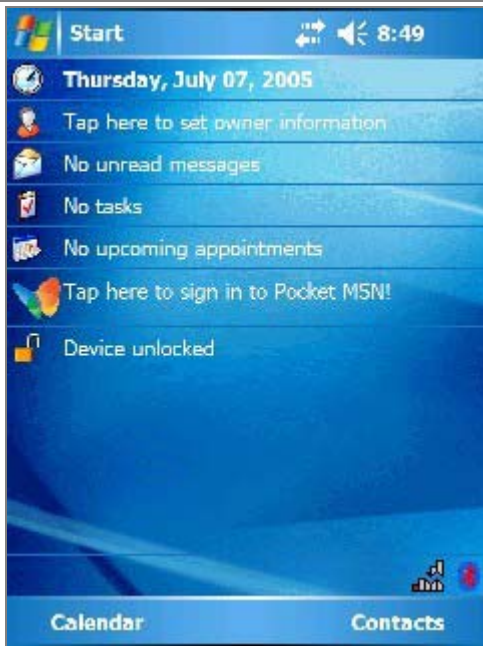 Start 8:49
Thursday, July 07, 2005
Tap here to set owner information
No unread messages
No tasks
No upcoming appointments
Tap here to sign in to Pocket MSN!
Device unlocked
Calendar Contacts